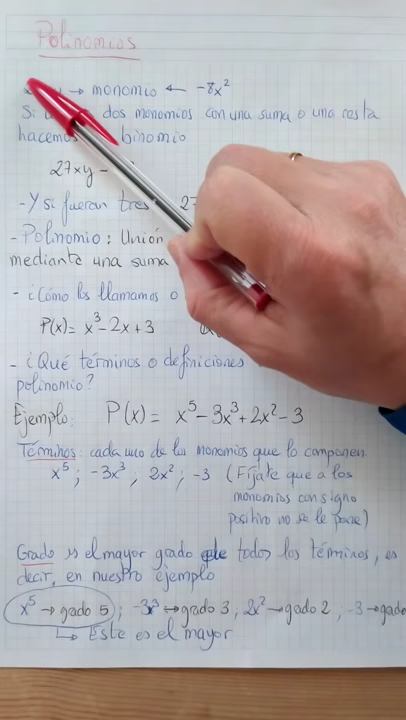 Polinomios
→ monomio ← -8x²
Si dos monomios con una suma o una resta
hacemos binomio
27xy -
- Y si fueran tres 27
- Polinomio: Unión
mediante una suma
- ¿Cómo los llamamos o
P(x) = x³ - 2x + 3
- ¿Qué términos o definiciones
polinomio?
Ejemplo: P(x) = x⁵ - 3x³ + 2x² - 3
Términos: cada uno de los monomios que lo componen.
x⁵ ; -3x³ ; 2x² ; -3 (Fíjate que a los
monomios con signo
positivo no se le pone)
Grado es el mayor grado de todos los términos, es
decir, en nuestro ejemplo
x⁵ → grado 5 ; -3x³ → grado 3 ; 2x² → grado 2 ; -3 → grado
↳ Este es el mayor